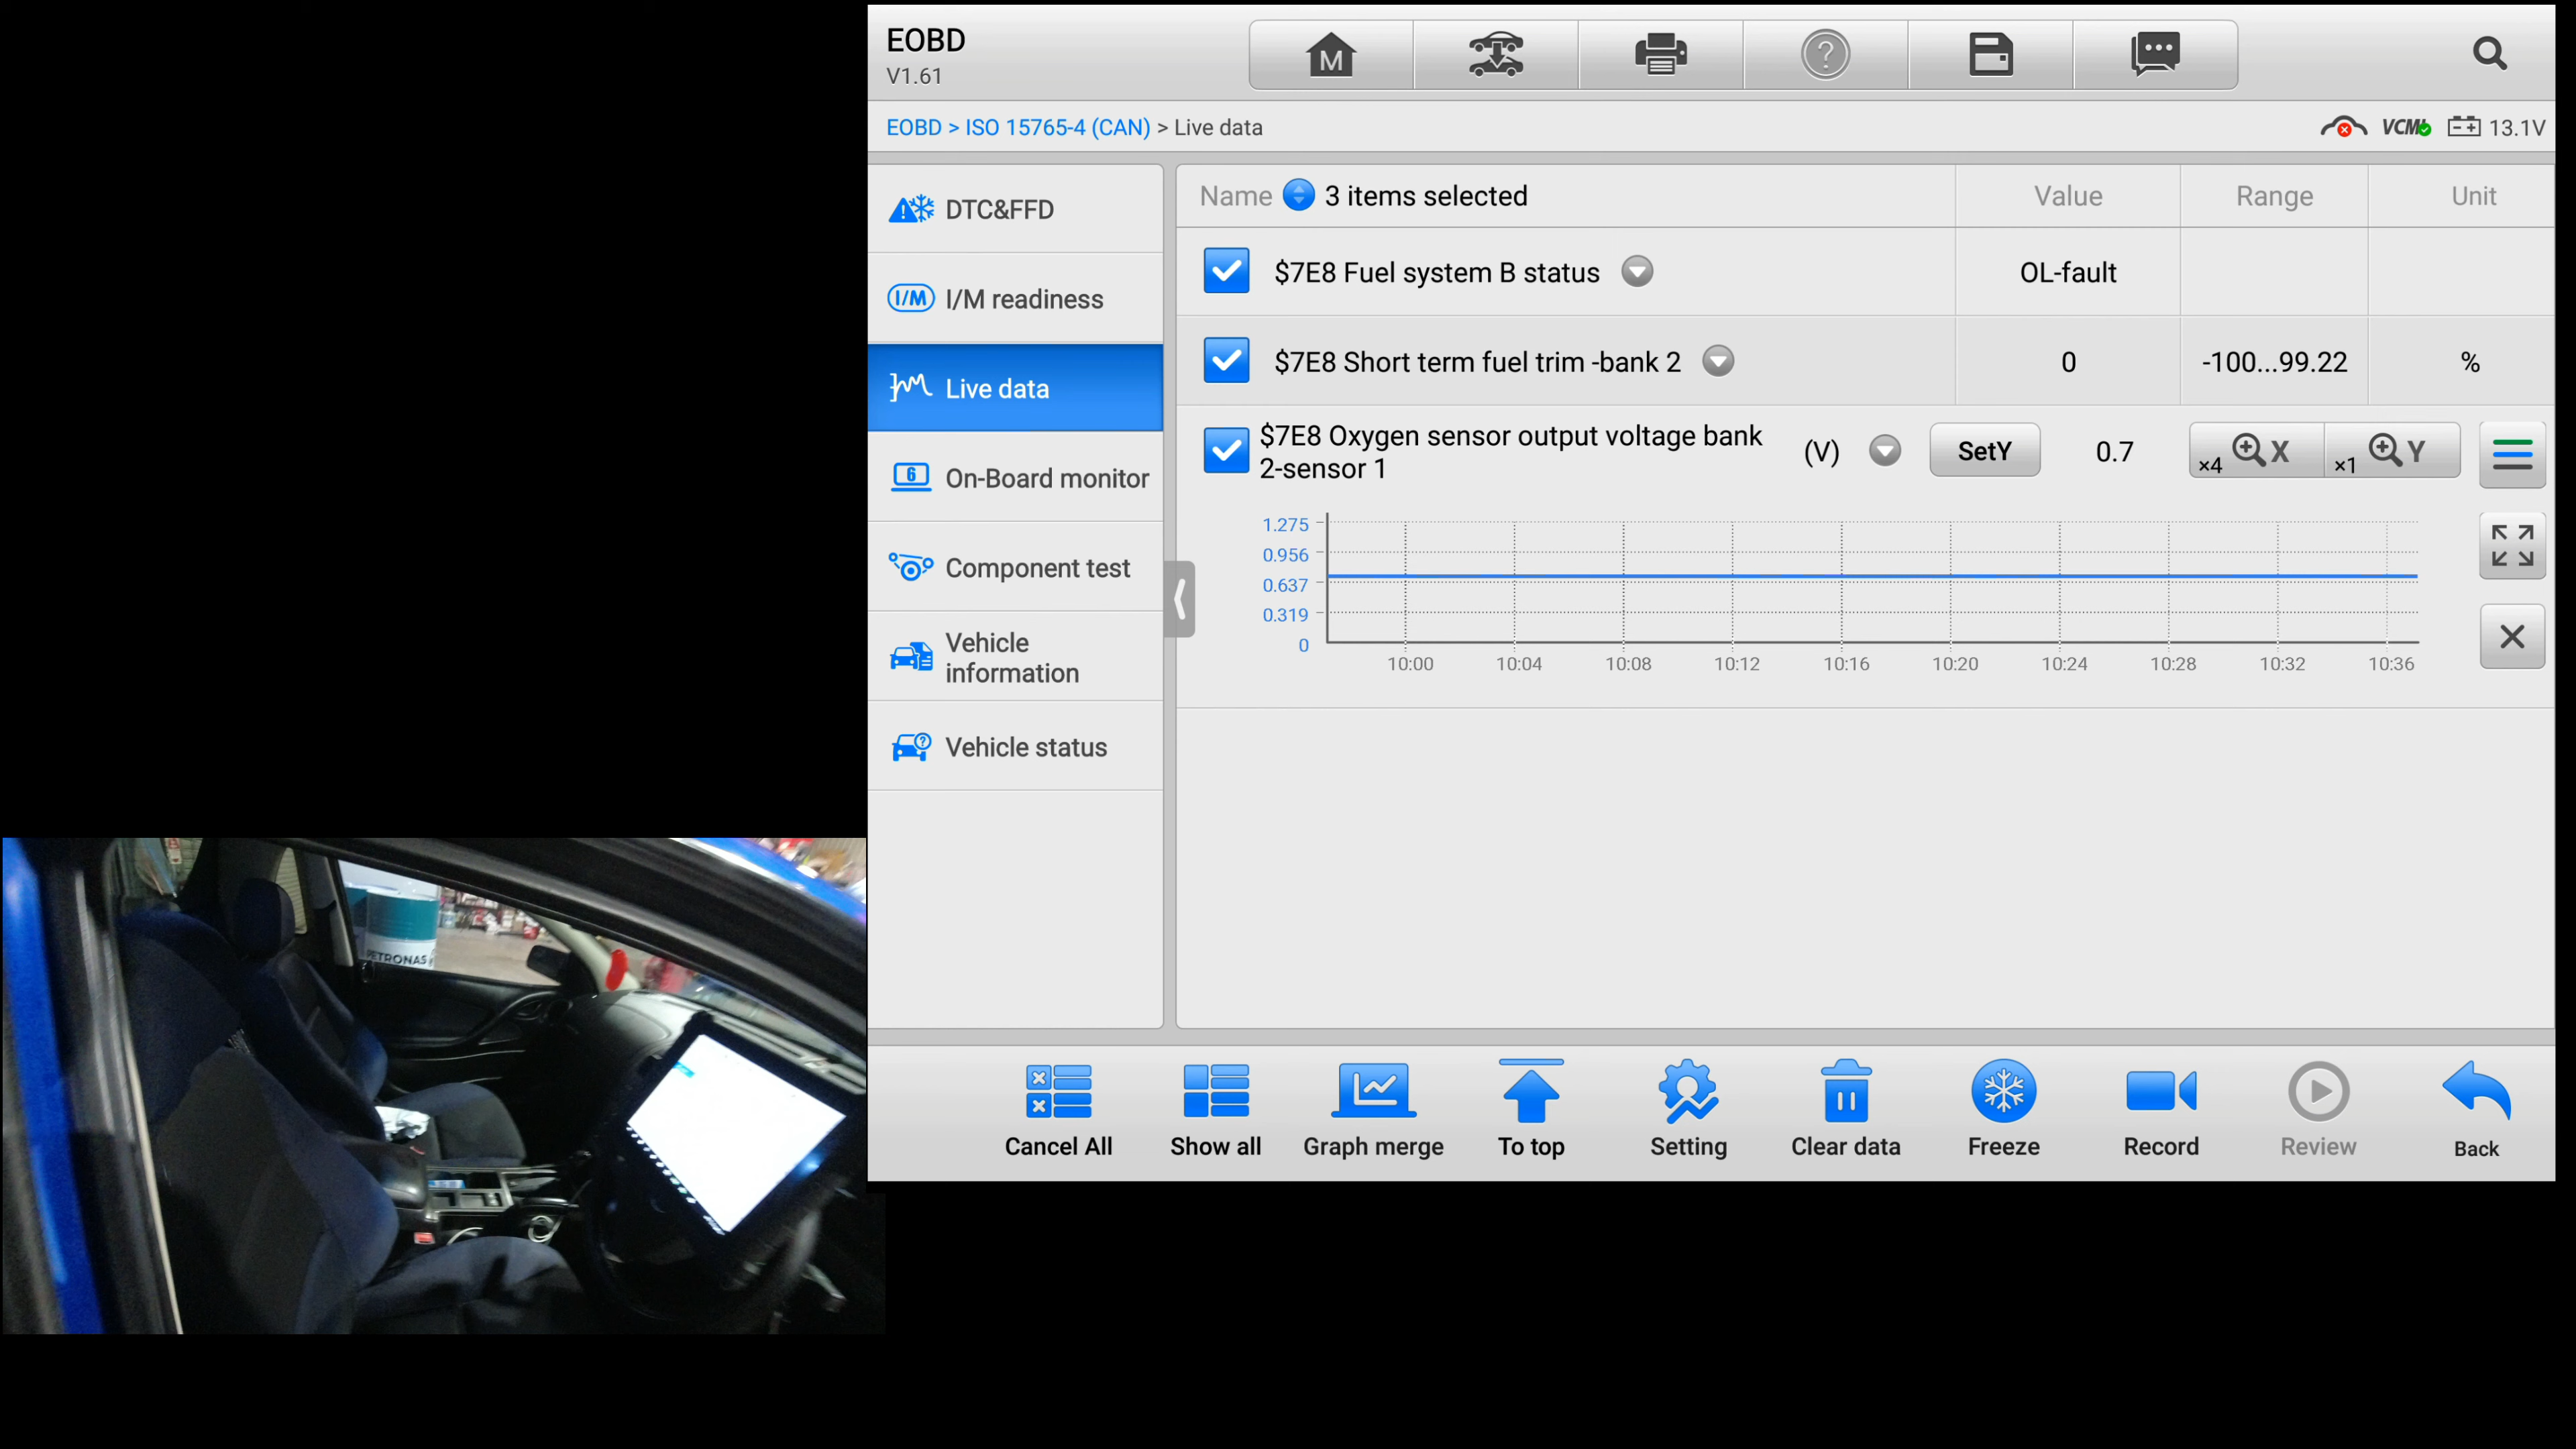 EOBD
V1.61
M
?
EOBD > ISO 15765-4 (CAN) > Live data
VCMI
13.1V
DTC&FFD
I/M
I/M readiness
Live data
6
On-Board monitor
Component test
Vehicle
information
Vehicle status
Name
3 items selected
Value
Range
Unit
$7E8 Fuel system B status
OL-fault
$7E8 Short term fuel trim -bank 2
0
-100...99.22
%
$7E8 Oxygen sensor output voltage bank
2-sensor 1
(V)
SetY
0.7
×4 X
×1 Y
1.275
0.956
0.637
0.319
0
10:00 10:04 10:08 10:12 10:16 10:20 10:24 10:28 10:32 10:36
Cancel All
Show all
Graph merge
To top
Setting
Clear data
Freeze
Record
Review
Back
PETRONAS